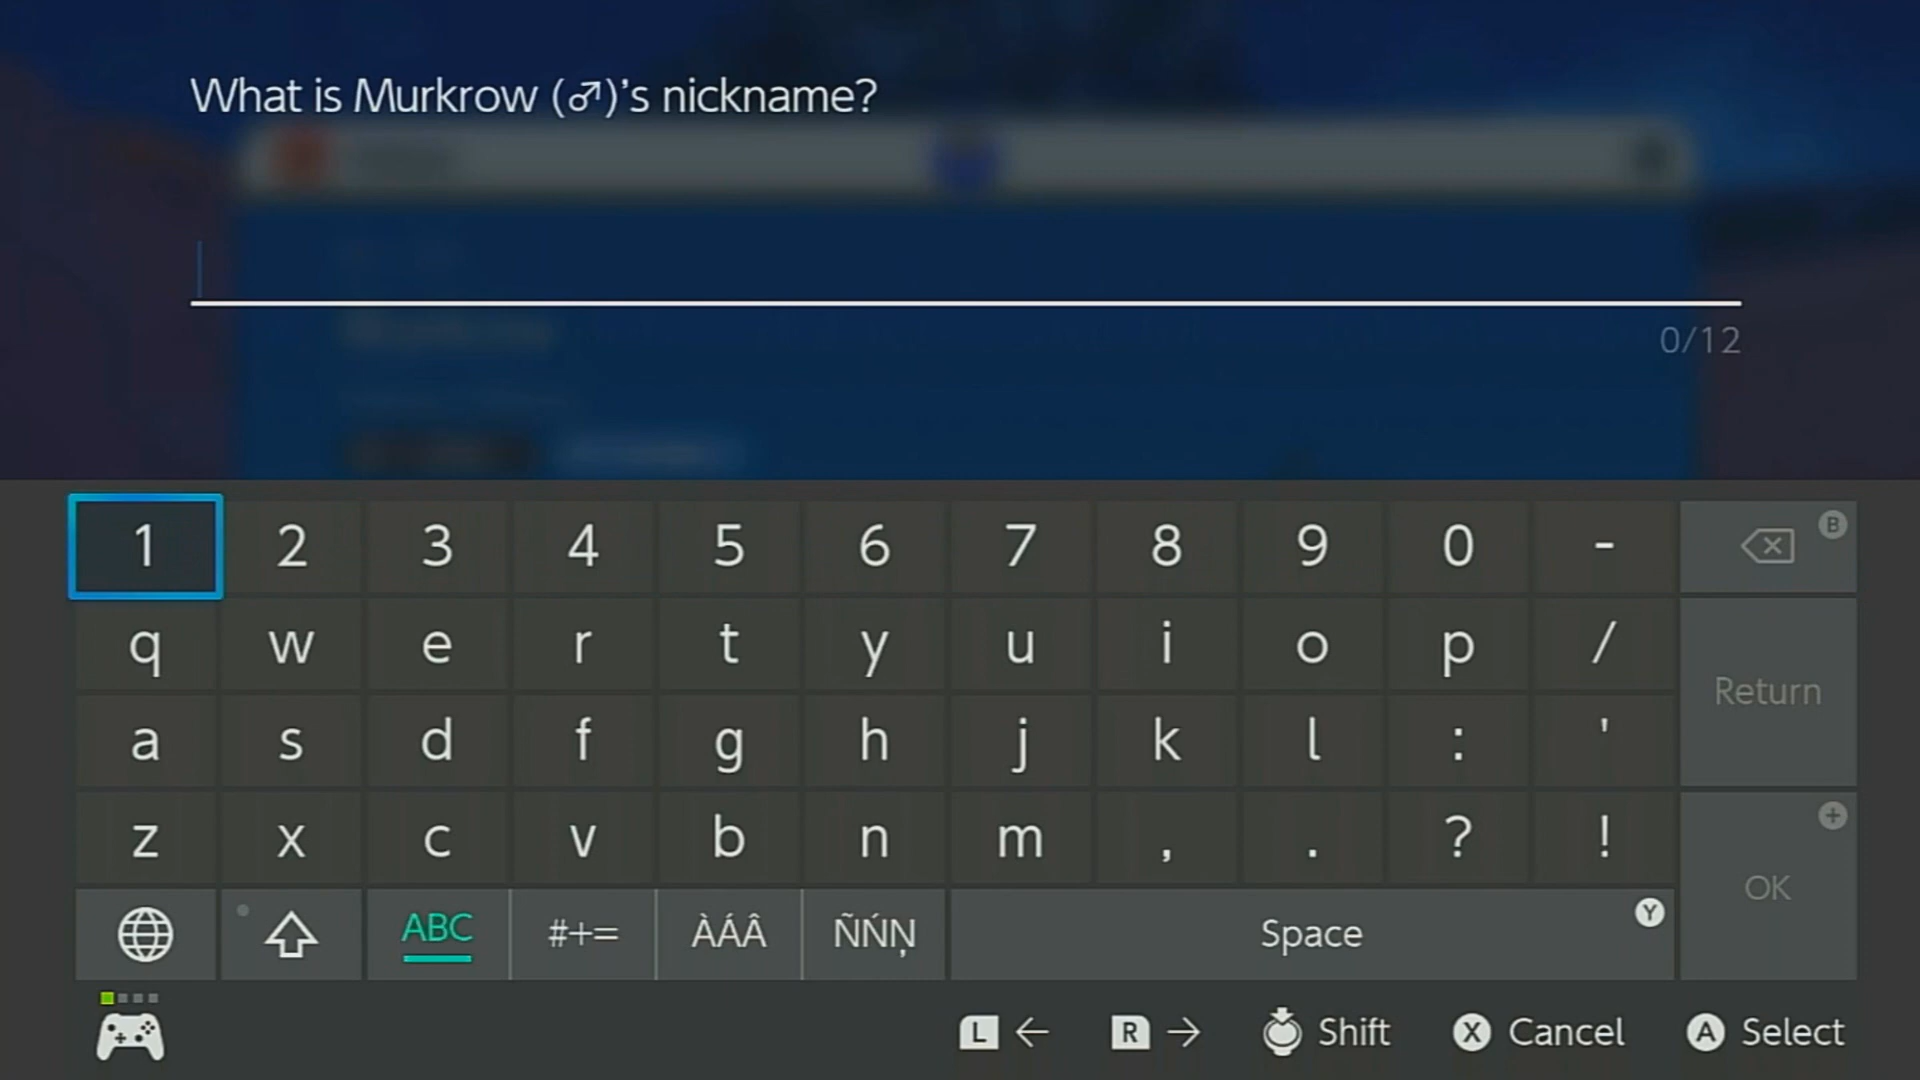 What is Murkrow (♂)'s nickname?
0/12
1 2 3 4 5 6 7 8 9 0 - B
q w e r t y u i o p / Return
a s d f g h j k l : '
z x c v b n m , . ? ! + OK
ABC #+= ÀÁÂ ÑŃŅ Space Y
L ← R → Shift X Cancel A Select